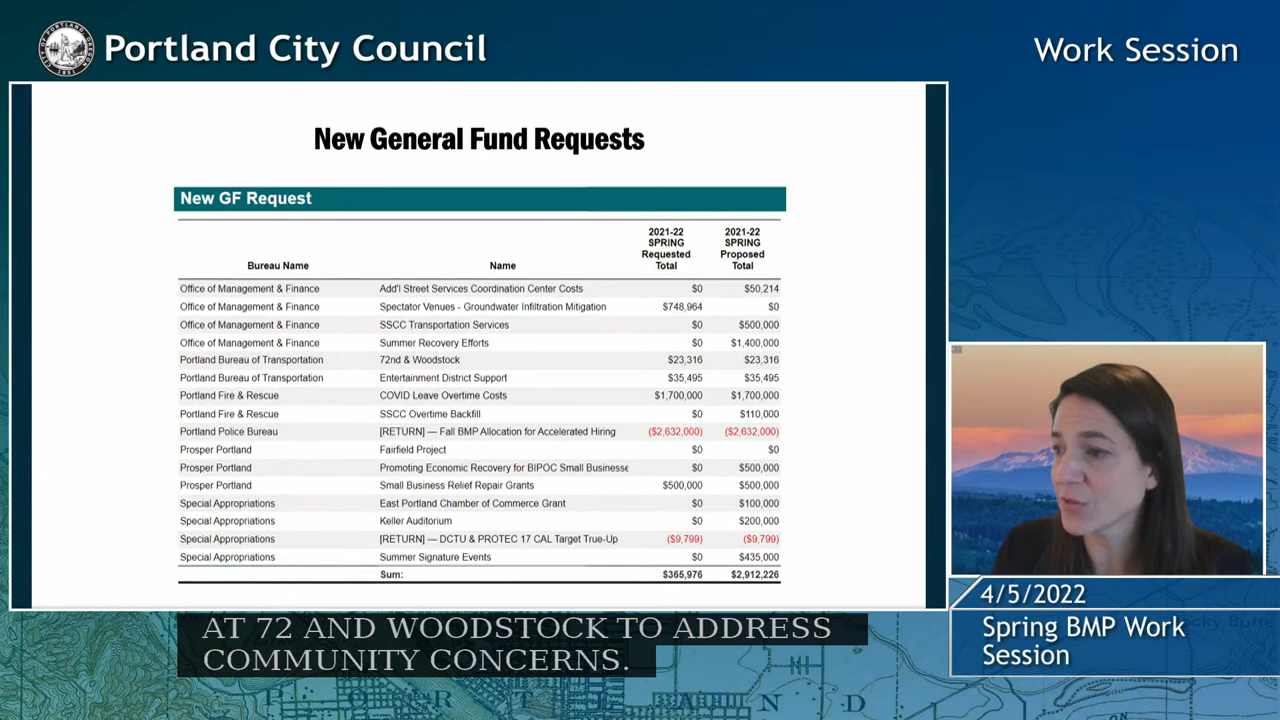 Portland City Council
Work Session
New General Fund Requests
New GF Request
Bureau Name Name 2021-22 SPRING Requested Total 2021-22 SPRING Proposed Total
Office of Management & Finance Add'l Street Services Coordination Center Costs $0 $50,214
Office of Management & Finance Spectator Venues - Groundwater Infiltration Mitigation $748,964 $0
Office of Management & Finance SSCC Transportation Services $0 $500,000
Office of Management & Finance Summer Recovery Efforts $0 $1,400,000
Portland Bureau of Transportation 72nd & Woodstock $23,316 $23,316
Portland Bureau of Transportation Entertainment District Support $35,495 $35,495
Portland Fire & Rescue COVID Leave Overtime Costs $1,700,000 $1,700,000
Portland Fire & Rescue SSCC Overtime Backfill $0 $110,000
Portland Police Bureau [RETURN] — Fall BMP Allocation for Accelerated Hiring ($2,632,000) ($2,632,000)
Prosper Portland Fairfield Project $0 $0
Prosper Portland Promoting Economic Recovery for BIPOC Small Businesse $0 $500,000
Prosper Portland Small Business Relief Repair Grants $500,000 $500,000
Special Appropriations East Portland Chamber of Commerce Grant $0 $100,000
Special Appropriations Keller Auditorium $0 $200,000
Special Appropriations [RETURN] — DCTU & PROTEC 17 CAL Target True-Up ($9,799) ($9,799)
Special Appropriations Summer Signature Events $0 $435,000
Sum: $365,976 $2,912,226
4/5/2022
Spring BMP Work
Session
AT 72 AND WOODSTOCK TO ADDRESS
COMMUNITY CONCERNS.